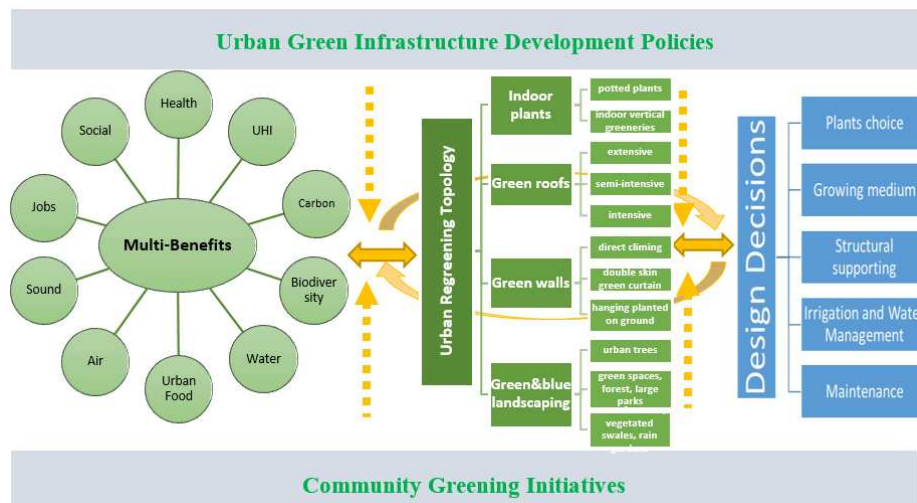 Urban Green Infrastructure Development Policies
Health
Social
UHI
Jobs
Carbon
Multi-Benefits
Sound
Biodiver
sity
Air
Water
Urban
Food
Urban Regreening Topology
Indoor
plants
potted plants
indoor vertical
greeneries
Green roofs
extensive
semi-intensive
intensive
Green walls
direct climing
double skin
green curtain
hanging planted
on ground
Green&blue
landscaping
urban trees
green spaces,
forest, large
parks
vegetated
swales, rain
Design Decisions
Plants choice
Growing medium
Structural
supporting
Irrigation and Water
Management
Maintenance
Community Greening Initiatives